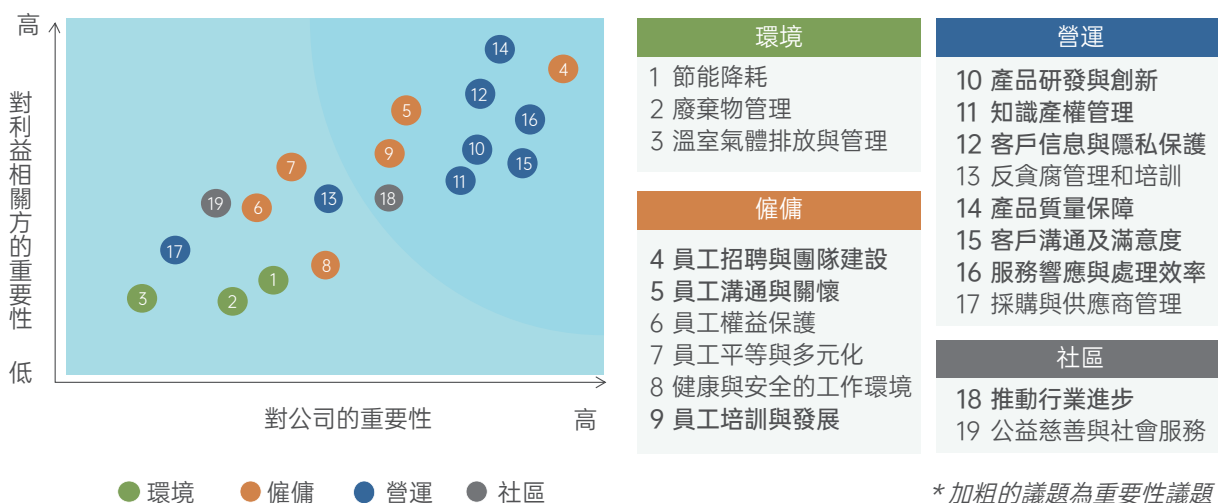 高
對利益相關方的重要性
低
14
4
12
5
16
9
10
7
15
11
18
13
19
6
17
8
1
3
2
對公司的重要性
高
環境
僱傭
營運
社區
環境
1 節能降耗
2 廢棄物管理
3 溫室氣體排放與管理
僱傭
4 員工招聘與團隊建設
5 員工溝通與關懷
6 員工權益保護
7 員工平等與多元化
8 健康與安全的工作環境
9 員工培訓與發展
營運
10 產品研發與創新
11 知識產權管理
12 客戶信息與隱私保護
13 反貪腐管理和培訓
14 產品質量保障
15 客戶溝通及滿意度
16 服務響應與處理效率
17 採購與供應商管理
社區
18 推動行業進步
19 公益慈善與社會服務
*加粗的議題為重要性議題